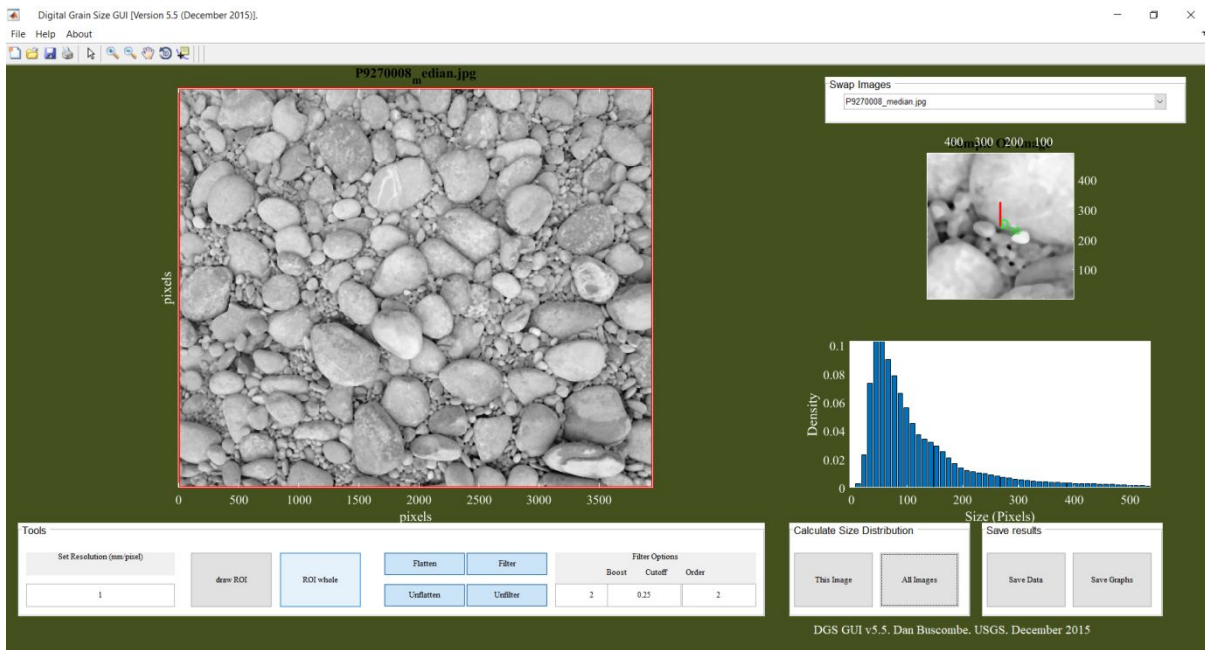 Digital Grain Size GUI [Version 5.5 (December 2015)].
File Help About
P9270008_median.jpg
pixels
0 500 1000 1500 2000 2500 3000 3500
pixels
Swap Images
P9270008_median.jpg
400 300 200 100
400
300
200
100
0.1
0.08
0.06
0.04
0.02
0
Density
0 100 200 300 400 500
Size (Pixels)
Tools
Set Resolution (mm/pixel)
1
draw ROI
ROI whole
Flatten
Filter
Unflatten
Unfilter
Filter Options
Boost Cutoff Order
2 0.25 2
Calculate Size Distribution
This Image
All Images
Save results
Save Data
Save Graphs
DGS GUI v5.5. Dan Buscombe. USGS. December 2015